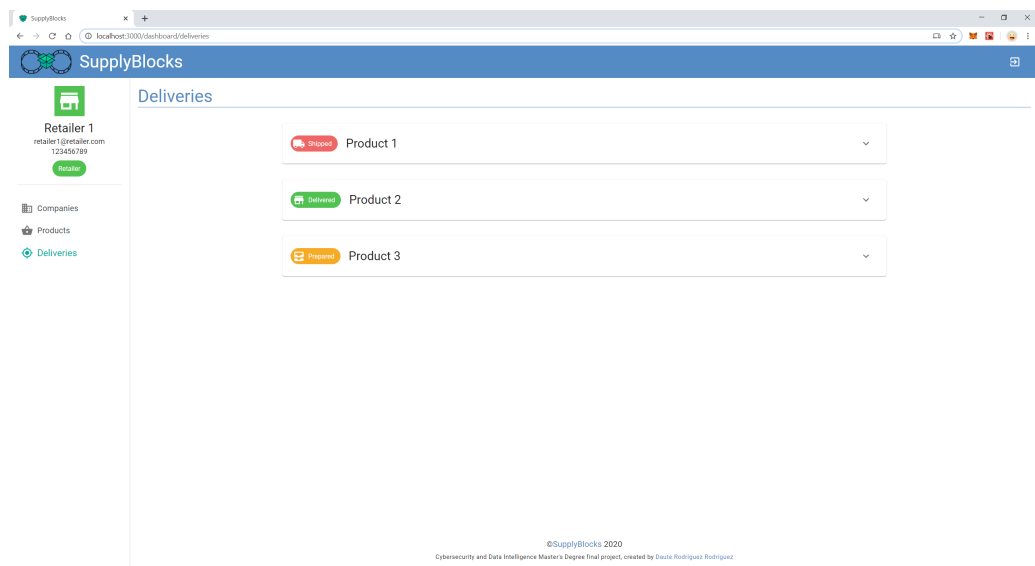 SupplyBlocks
localhost:3000/dashboard/deliveries
SupplyBlocks
Retailer 1
retailer1@retailer.com
123456789
Retailer
Companies
Products
Deliveries
Deliveries
Shipped Product 1
Delivered Product 2
Prepared Product 3
©SupplyBlocks 2020
Cybersecurity and Data Intelligence Master's Degree final project, created by Daute Rodríguez Rodríguez